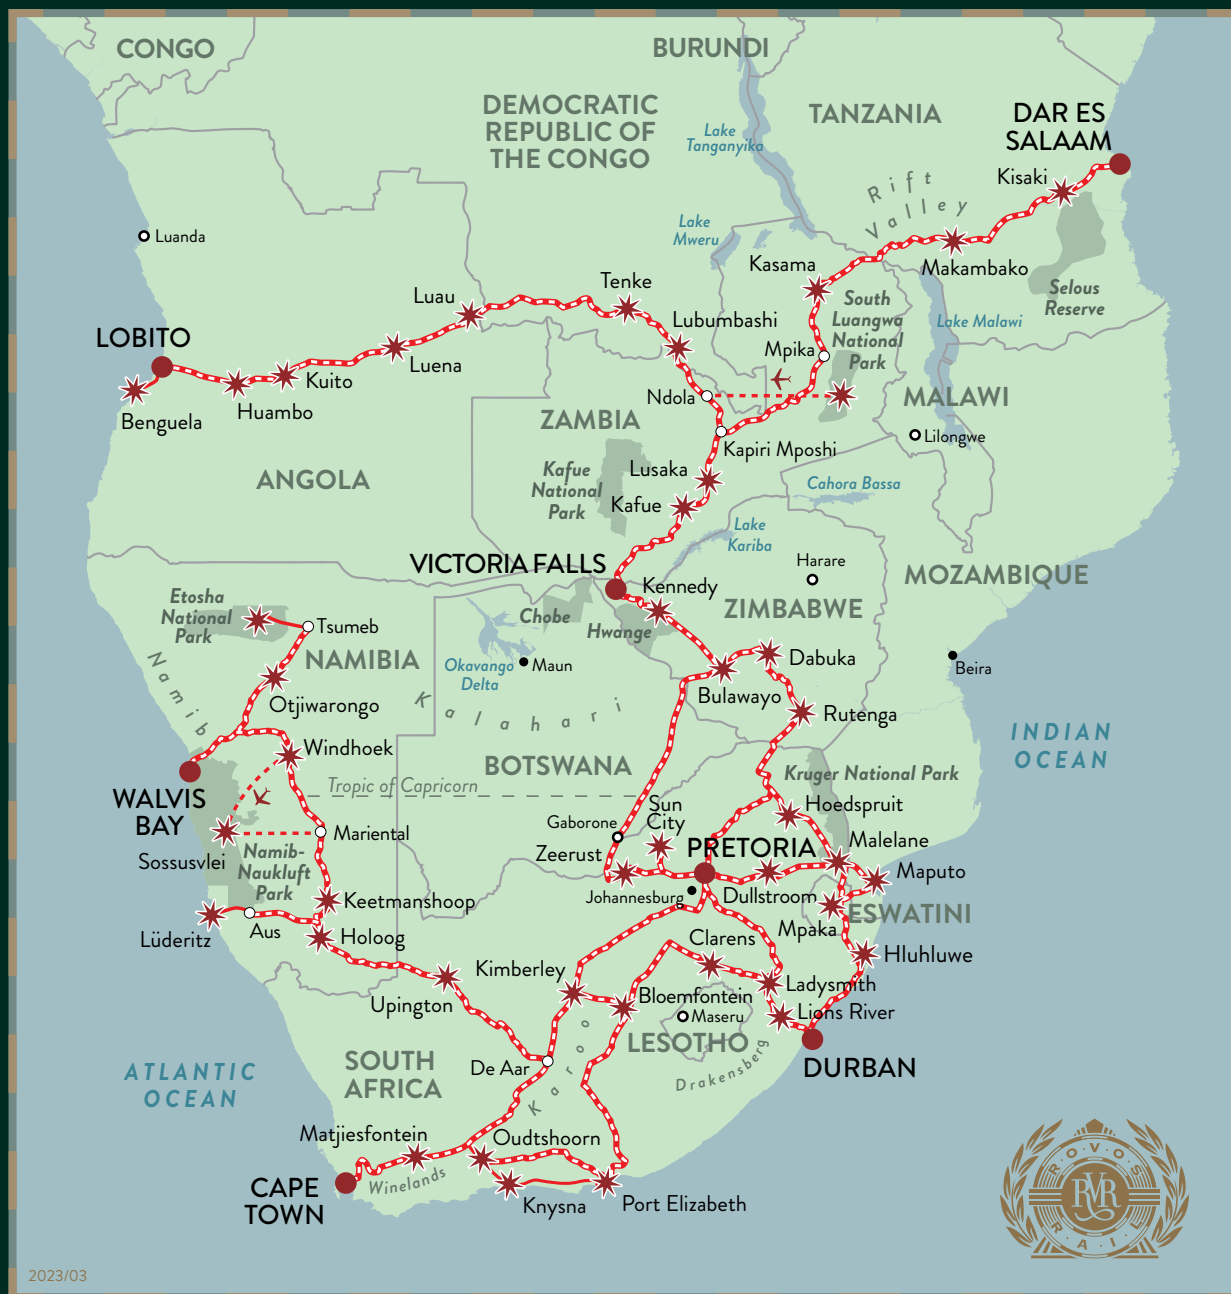 CONGO
BURUNDI
DEMOCRATIC
REPUBLIC OF
THE CONGO
TANZANIA
DAR ES
SALAAM
Lake
Tanganyika
Kisaki
Rift
Valley
Luanda
Lake
Mweru
Kasama
Makambako
Selous
Reserve
Tenke
Luau
South
Luangwa
National
Park
Lubumbashi
Lake Malawi
LOBITO
Mpika
Luena
Kuito
Ndola
MALAWI
Huambo
Benguela
ZAMBIA
Lilongwe
Kapiri Mposhi
ANGOLA
Kafue
National
Park
Lusaka
Cahora Bassa
Kafue
Lake
Kariba
VICTORIA FALLS
Harare
MOZAMBIQUE
Kennedy
Etosha
National
Park
ZIMBABWE
Chobe
Tsumeb
Hwange
NAMIBIA
Okavango
Delta
Maun
Dabuka
Beira
Namib
Kalahari
Bulawayo
Otjiwarongo
Rutenga
INDIAN
OCEAN
Windhoek
BOTSWANA
Kruger National Park
Tropic of Capricorn
WALVIS
BAY
Sun
City
Hoedspruit
Gaborone
Mariental
Malelane
Zeerust
PRETORIA
Sossusvlei
Namib-
Naukluft
Park
Maputo
Johannesburg
Dullstroom
Keetmanshoop
ESWATINI
Mpaka
Lüderitz
Aus
Holoog
Clarens
Hluhluwe
Kimberley
Ladysmith
Upington
Bloemfontein
Maseru
Lions River
LESOTHO
Karoo
Drakensberg
DURBAN
SOUTH
AFRICA
De Aar
ATLANTIC
OCEAN
Matjiesfontein
Oudtshoorn
Winelands
CAPE
TOWN
Knysna
Port Elizabeth
ROVOS
RVR
RAIL
2023/03